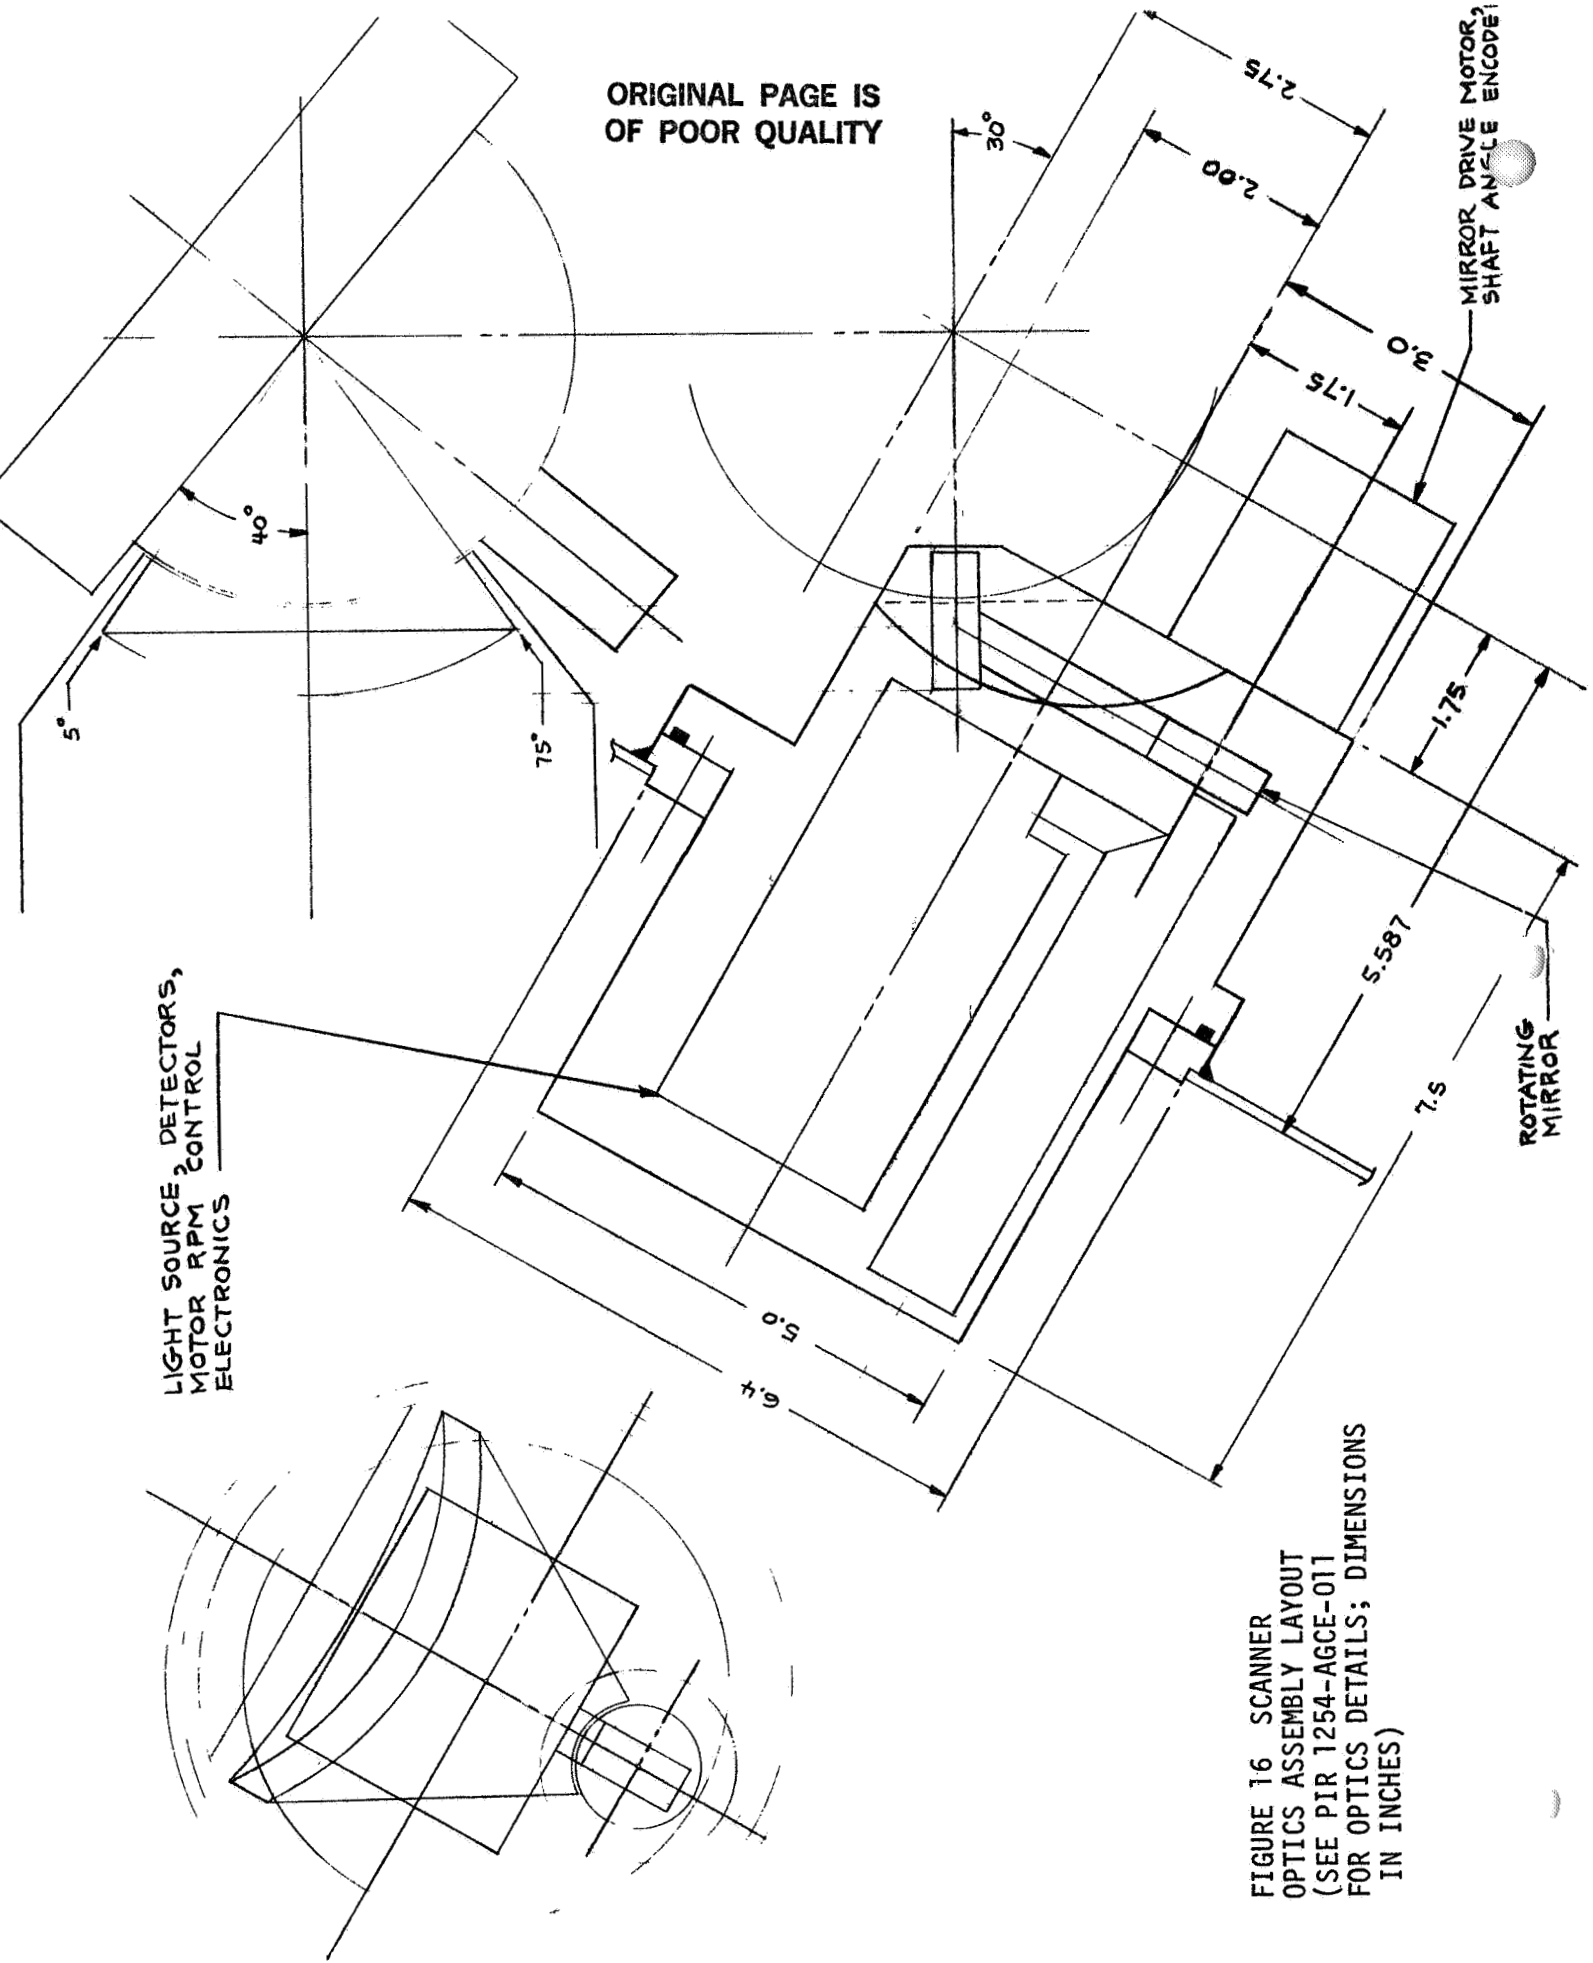 ORIGINAL PAGE IS
OF POOR QUALITY
2.75
30°
2.00
MIRROR DRIVE MOTOR,
SHAFT ANGLE
3.0
1.75
40°
5°
75°
1.75
5.587
7.5
ROTATING
MIRROR
LIGHT SOURCE, DETECTORS,
MOTOR RPM CONTROL
ELECTRONICS
5.0
6.4
FIGURE 16 SCANNER
OPTICS ASSEMBLY LAYOUT
(SEE PIR 1254-AGCE-011
FOR OPTICS DETAILS; DIMENSIONS
IN INCHES)